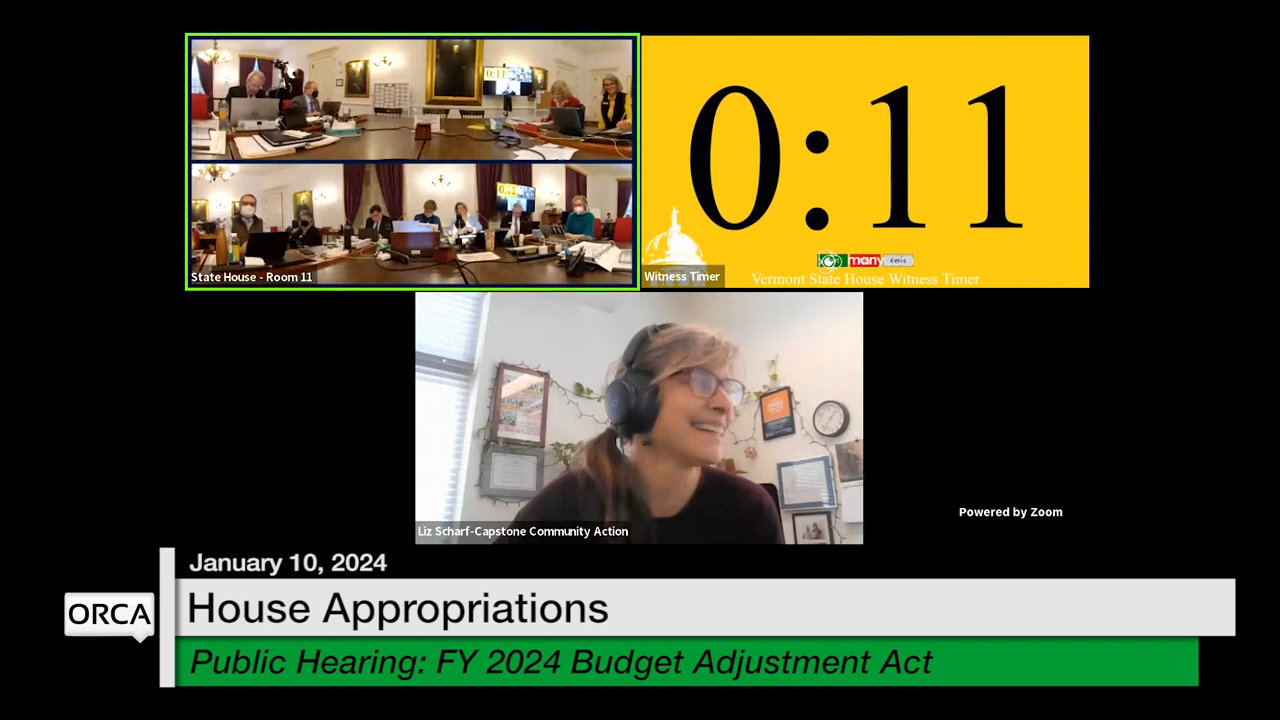 0:11
State House - Room 11
Witness Timer
many
Vermont State House Witness Timer
Liz Scharf-Capstone Community Action
Powered by Zoom
January 10, 2024
ORCA
House Appropriations
Public Hearing: FY 2024 Budget Adjustment Act